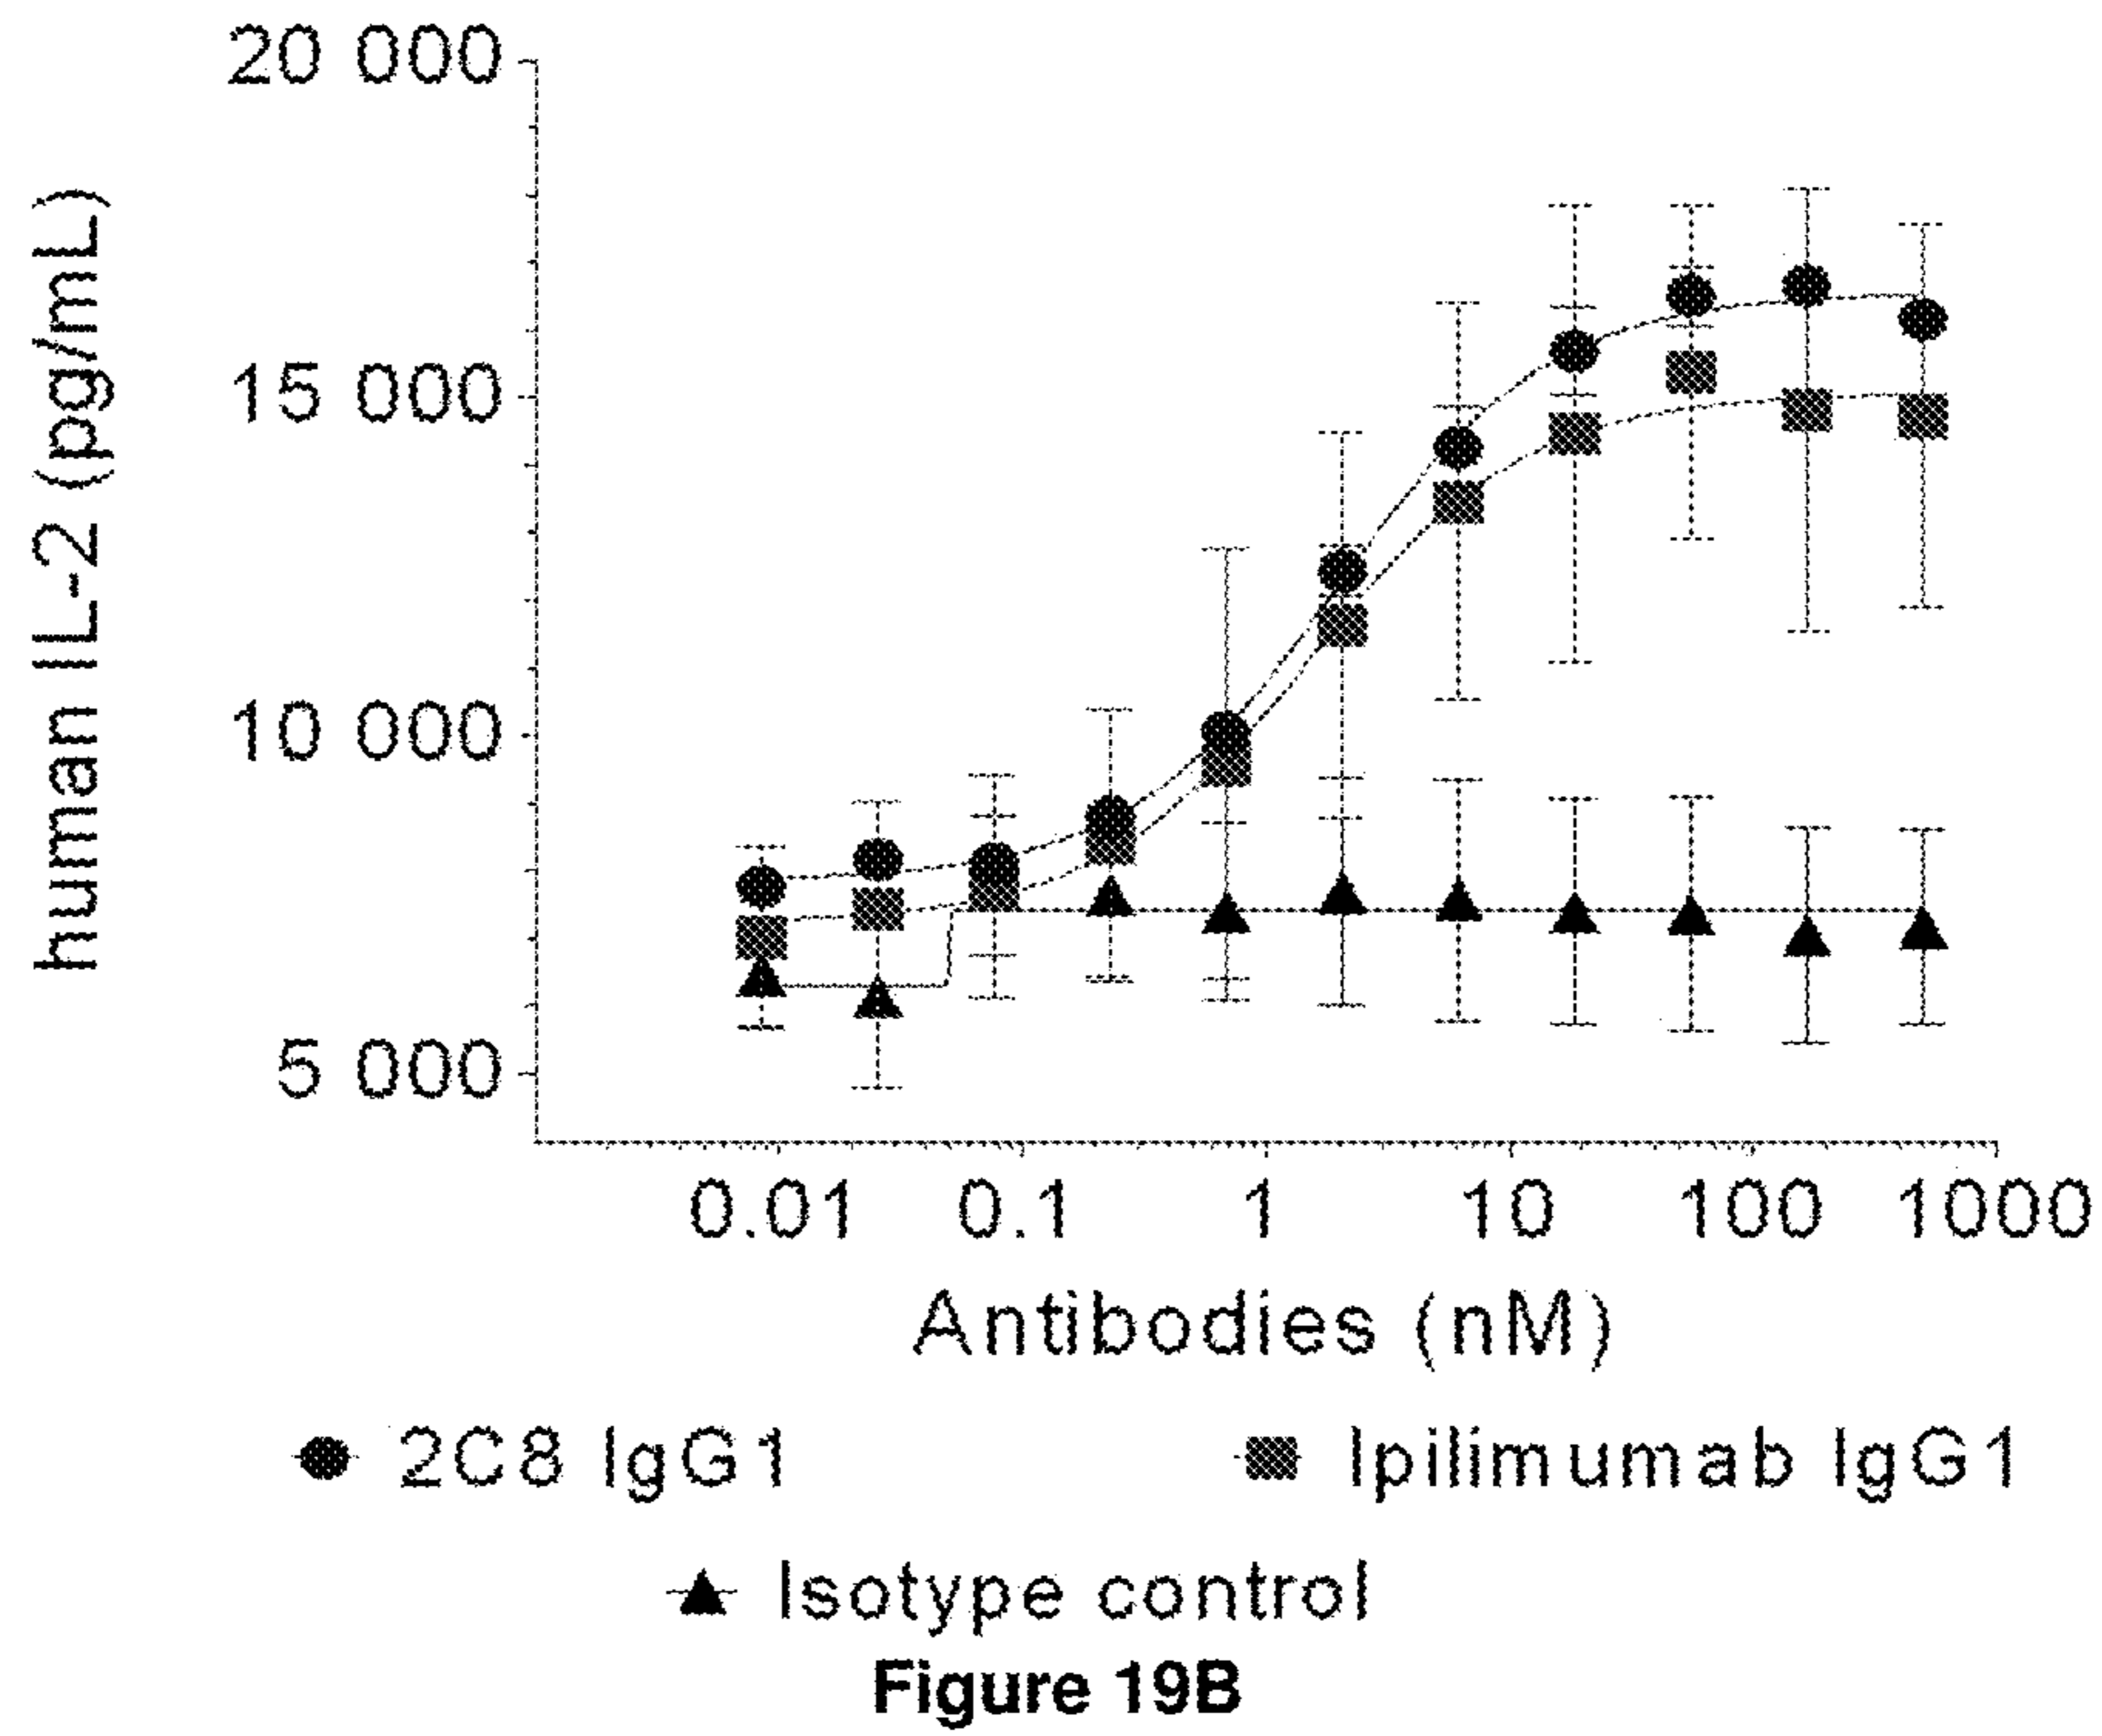 20 000
15 000
10 000
5 000
human IL-2 (pg/mL)
0.01 0.1 1 10 100 1000
Antibodies (nM)
2C8 IgG1 Ipilimumab IgG1
Isotype control
Figure 19B